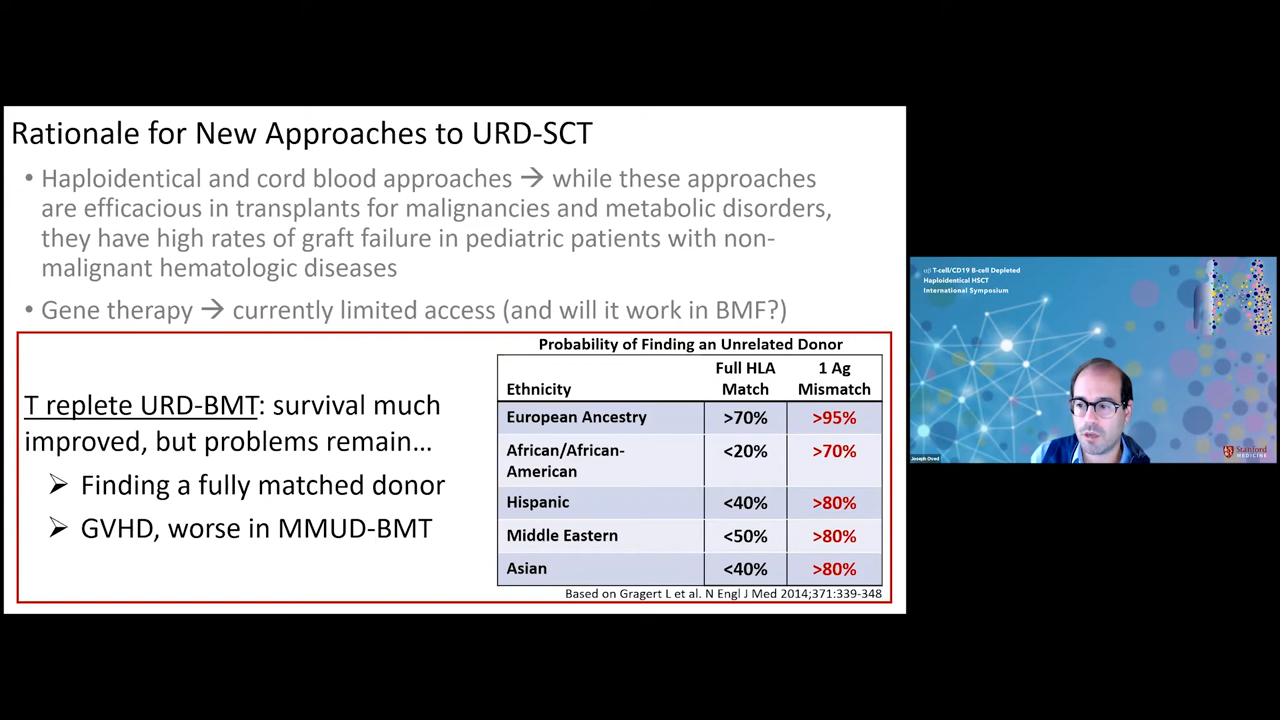 Rationale for New Approaches to URD-SCT
• Haploidentical and cord blood approaches → while these approaches
are efficacious in transplants for malignancies and metabolic disorders,
they have high rates of graft failure in pediatric patients with non-
malignant hematologic diseases
• Gene therapy → currently limited access (and will it work in BMF?)
T replete URD-BMT: survival much
improved, but problems remain...
➢ Finding a fully matched donor
➢ GVHD, worse in MMUD-BMT
Probability of Finding an Unrelated Donor
Ethnicity Full HLA Match 1 Ag Mismatch
European Ancestry >70% >95%
African/African-American <20% >70%
Hispanic <40% >80%
Middle Eastern <50% >80%
Asian <40% >80%
Based on Gragert L et al. N Engl J Med 2014;371:339-348
αβ T-cell/CD19 B-cell Depleted
Haploidentical HSCT
International Symposium
Joseph Oved
Stanford
MEDICINE